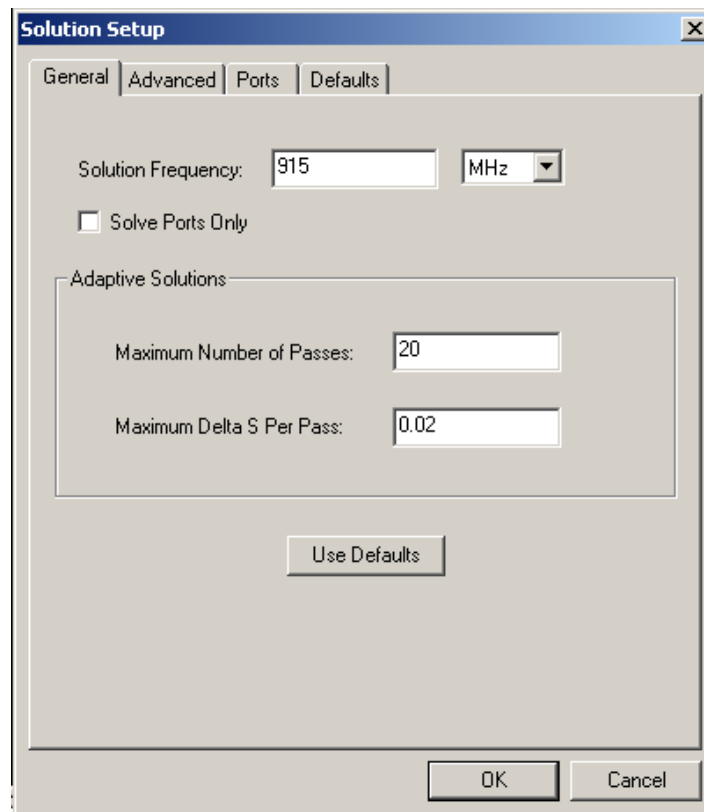 Solution Setup
General Advanced Ports Defaults
Solution Frequency: 915 MHz
Solve Ports Only
Adaptive Solutions
Maximum Number of Passes: 20
Maximum Delta S Per Pass: 0.02
Use Defaults
OK Cancel